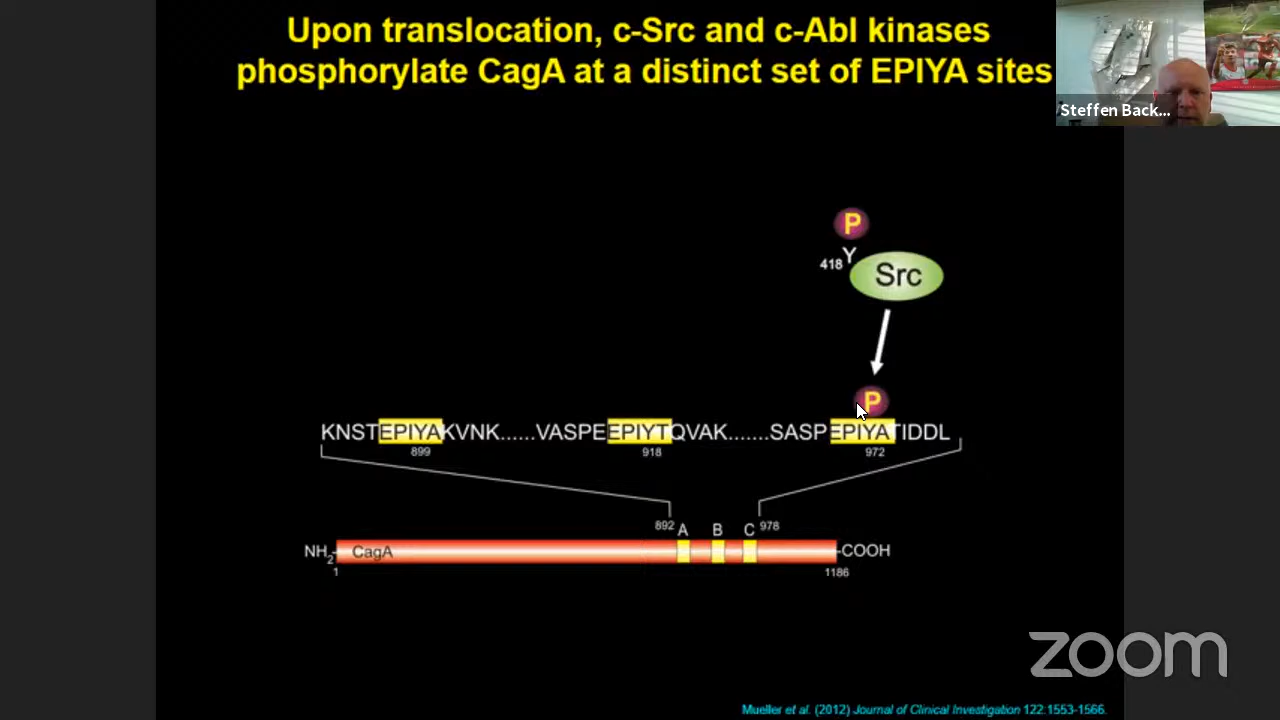 Upon translocation, c-Src and c-Abl kinases
phosphorylate CagA at a distinct set of EPIYA sites
Steffen Back...
P
418 Y
Src
P
KNSTEPIYAKVNK......VASPEEPIYTQVAK.......SASPEPIYATIDDL
899 918 972
892 A B C 978
NH2 CagA -COOH
1 1186
zoom
Mueller et al. (2012) Journal of Clinical Investigation 122:1553-1566.